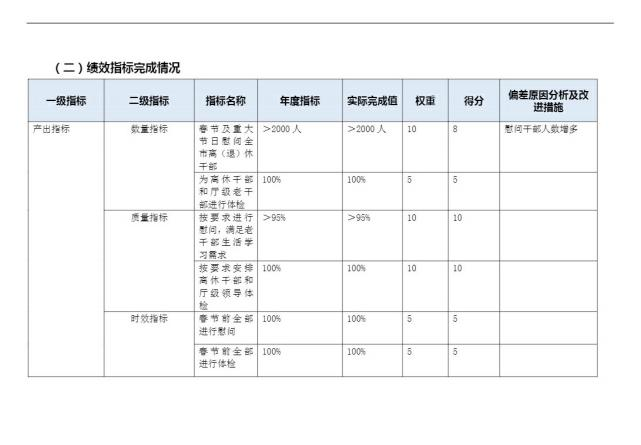 （二）绩效指标完成情况
一级指标 二级指标 指标名称 年度指标 实际完成值 权重 得分 偏差原因分析及改
进措施
产出指标 数量指标 春节及重大 >2000 人 >2000 人 10 8 慰问干部人数增多
节日慰问全
市离（退）休
干部
为离休干部 100% 100% 5 5
和厅级老干
部进行体检
质量指标 按要求进行 >95% >95% 10 10
慰问，满足老
干部生活学
习需求
按要求安排 100% 100% 10 10
离休干部和
厅级领导体
检
时效指标 春节前全部 100% 100% 5 5
进行慰问
春节前全部 100% 100% 5 5
进行体检